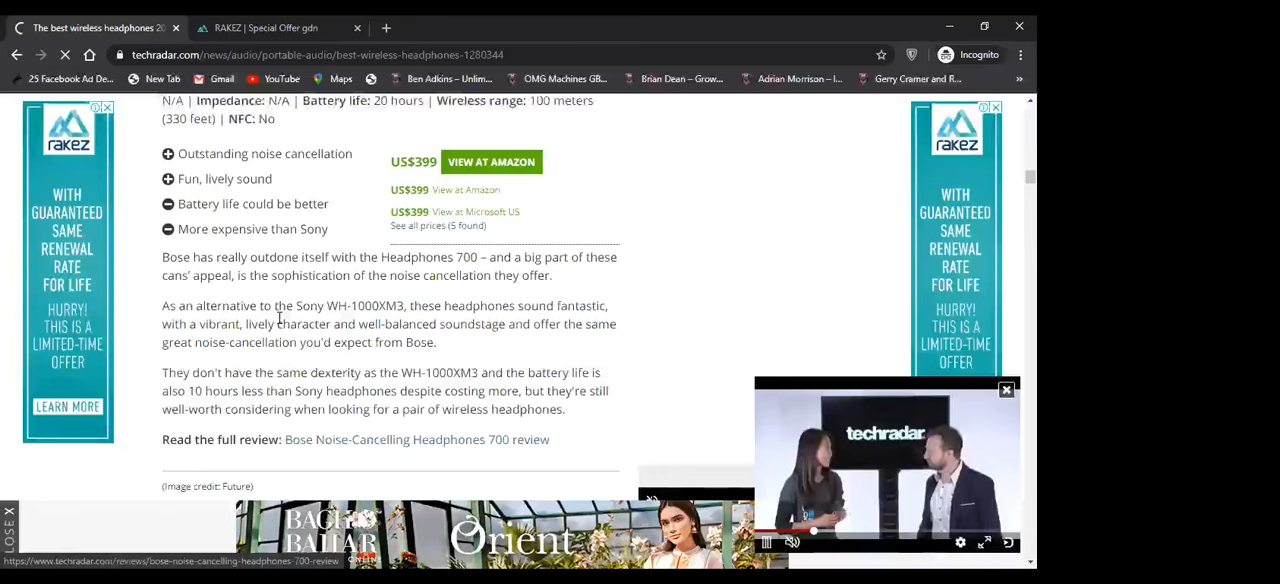 The best wireless headphones 20
RAKEZ | Special Offer gdn
techradar.com/news/audio/portable-audio/best-wireless-headphones-1280344
Incognito
25 Facebook Ad De...
New Tab
Gmail
YouTube
Maps
Ben Adkins – Unlim...
OMG Machines GB...
Brian Dean – Grow...
Adrian Morrison – I...
Gerry Cramer and R...
»
N/A | Impedance: N/A | Battery life: 20 hours | Wireless range: 100 meters
(330 feet) | NFC: No
Outstanding noise cancellation
Fun, lively sound
Battery life could be better
More expensive than Sony
US$399 VIEW AT AMAZON
US$399 View at Amazon
US$399 View at Microsoft US
See all prices (5 found)
Bose has really outdone itself with the Headphones 700 – and a big part of these
cans’ appeal, is the sophistication of the noise cancellation they offer.
As an alternative to the Sony WH-1000XM3, these headphones sound fantastic,
with a vibrant, lively character and well-balanced soundstage and offer the same
great noise-cancellation you'd expect from Bose.
They don't have the same dexterity as the WH-1000XM3 and the battery life is
also 10 hours less than Sony headphones despite costing more, but they're still
well-worth considering when looking for a pair of wireless headphones.
Read the full review: Bose Noise-Cancelling Headphones 700 review
(Image credit: Future)
rakez
WITH
GUARANTEED
SAME
RENEWAL
RATE
FOR LIFE
HURRY!
THIS IS A
LIMITED-TIME
OFFER
LEARN MORE
rakez
WITH
GUARANTEED
SAME
RENEWAL
RATE
FOR LIFE
HURRY!
THIS IS A
LIMITED-TIME
OFFER
techradar.
CLOSE X
Orient
https://www.techradar.com/reviews/bose-noise-cancelling-headphones-700-review